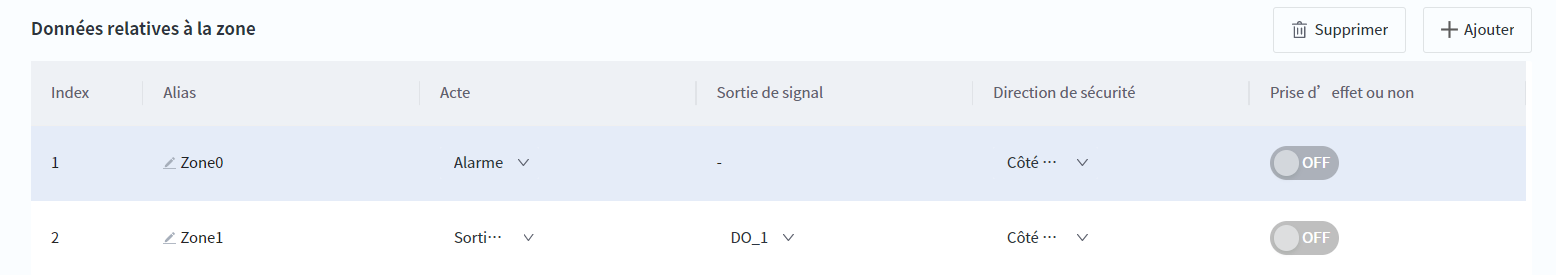 Données relatives à la zone
Supprimer
Ajouter
Index Alias Acte Sortie de signal Direction de sécurité Prise d’effet ou non
1 Zone0 Alarme - Côté ··· OFF
2 Zone1 Sorti··· DO_1 Côté ··· OFF